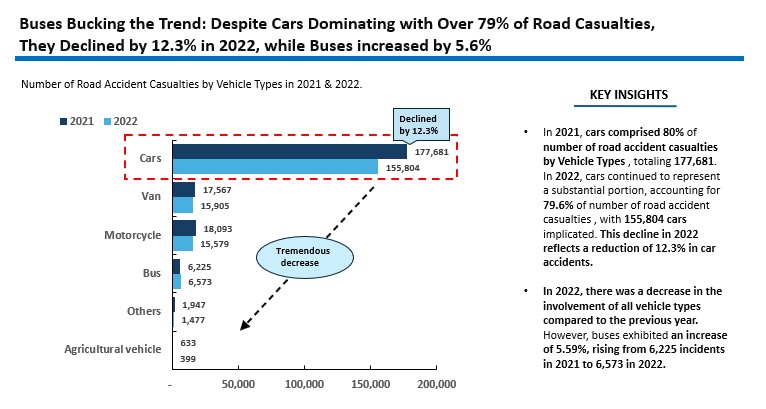 Buses Bucking the Trend: Despite Cars Dominating with Over 79% of Road Casualties,
They Declined by 12.3% in 2022, while Buses increased by 5.6%
Number of Road Accident Casualties by Vehicle Types in 2021 & 2022.
2021 2022
Declined
by 12.3%
Cars
177,681
155,804
Van
17,567
15,905
Motorcycle
18,093
15,579
Tremendous
decrease
Bus
6,225
6,573
Others
1,947
1,477
Agricultural vehicle
633
399
- 50,000 100,000 150,000 200,000
KEY INSIGHTS
• In 2021, cars comprised 80% of
number of road accident casualties
by Vehicle Types , totaling 177,681.
In 2022, cars continued to represent
a substantial portion, accounting for
79.6% of number of road accident
casualties , with 155,804 cars
implicated. This decline in 2022
reflects a reduction of 12.3% in car
accidents.
• In 2022, there was a decrease in the
involvement of all vehicle types
compared to the previous year.
However, buses exhibited an increase
of 5.59%, rising from 6,225 incidents
in 2021 to 6,573 in 2022.